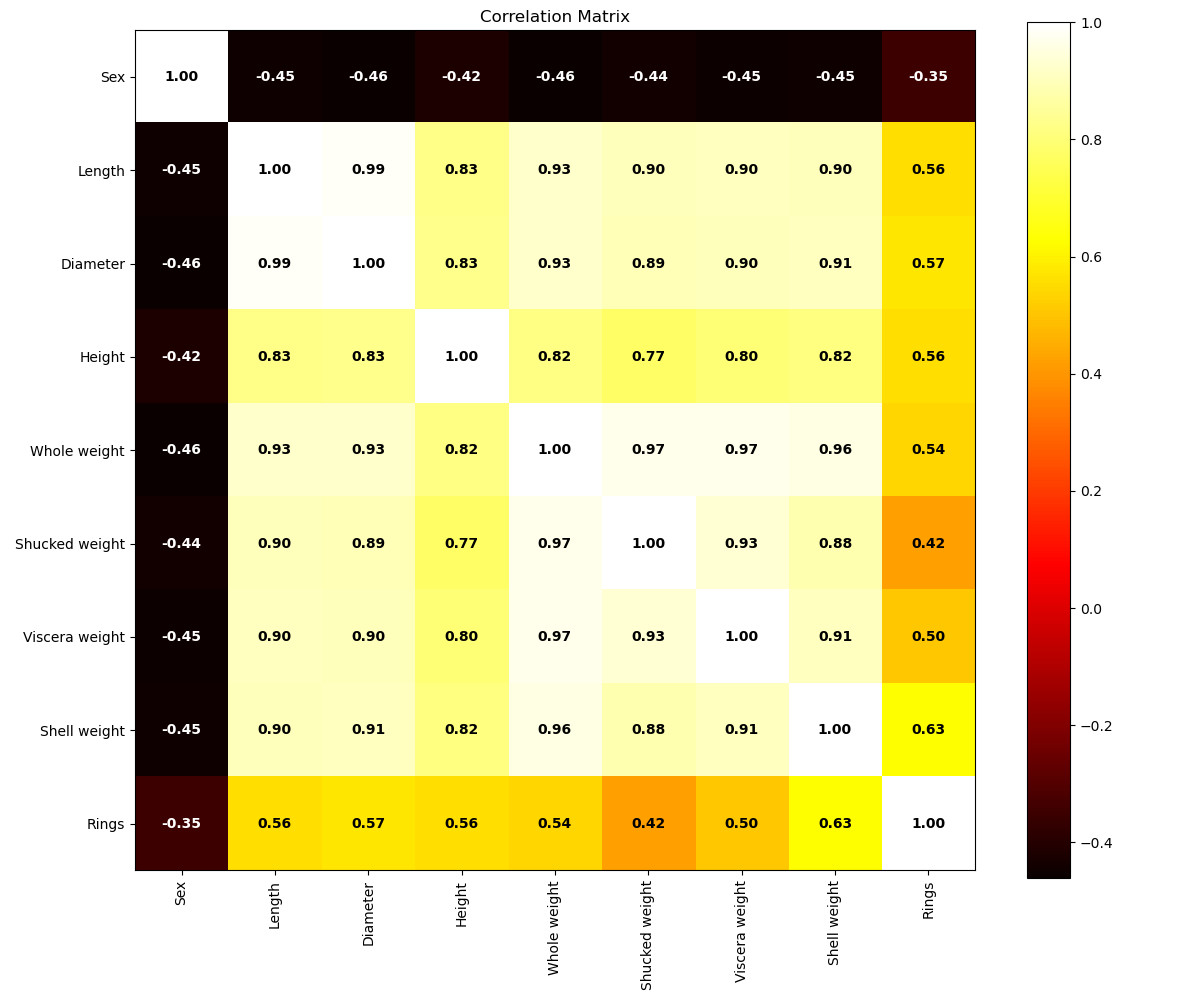 Correlation Matrix
Sex 1.00 -0.45 -0.46 -0.42 -0.46 -0.44 -0.45 -0.45 -0.35
Length -0.45 1.00 0.99 0.83 0.93 0.90 0.90 0.90 0.56
Diameter -0.46 0.99 1.00 0.83 0.93 0.89 0.90 0.91 0.57
Height -0.42 0.83 0.83 1.00 0.82 0.77 0.80 0.82 0.56
Whole weight -0.46 0.93 0.93 0.82 1.00 0.97 0.97 0.96 0.54
Shucked weight -0.44 0.90 0.89 0.77 0.97 1.00 0.93 0.88 0.42
Viscera weight -0.45 0.90 0.90 0.80 0.97 0.93 1.00 0.91 0.50
Shell weight -0.45 0.90 0.91 0.82 0.96 0.88 0.91 1.00 0.63
Rings -0.35 0.56 0.57 0.56 0.54 0.42 0.50 0.63 1.00
Sex
Length
Diameter
Height
Whole weight
Shucked weight
Viscera weight
Shell weight
Rings
1.0
0.8
0.6
0.4
0.2
0.0
−0.2
−0.4